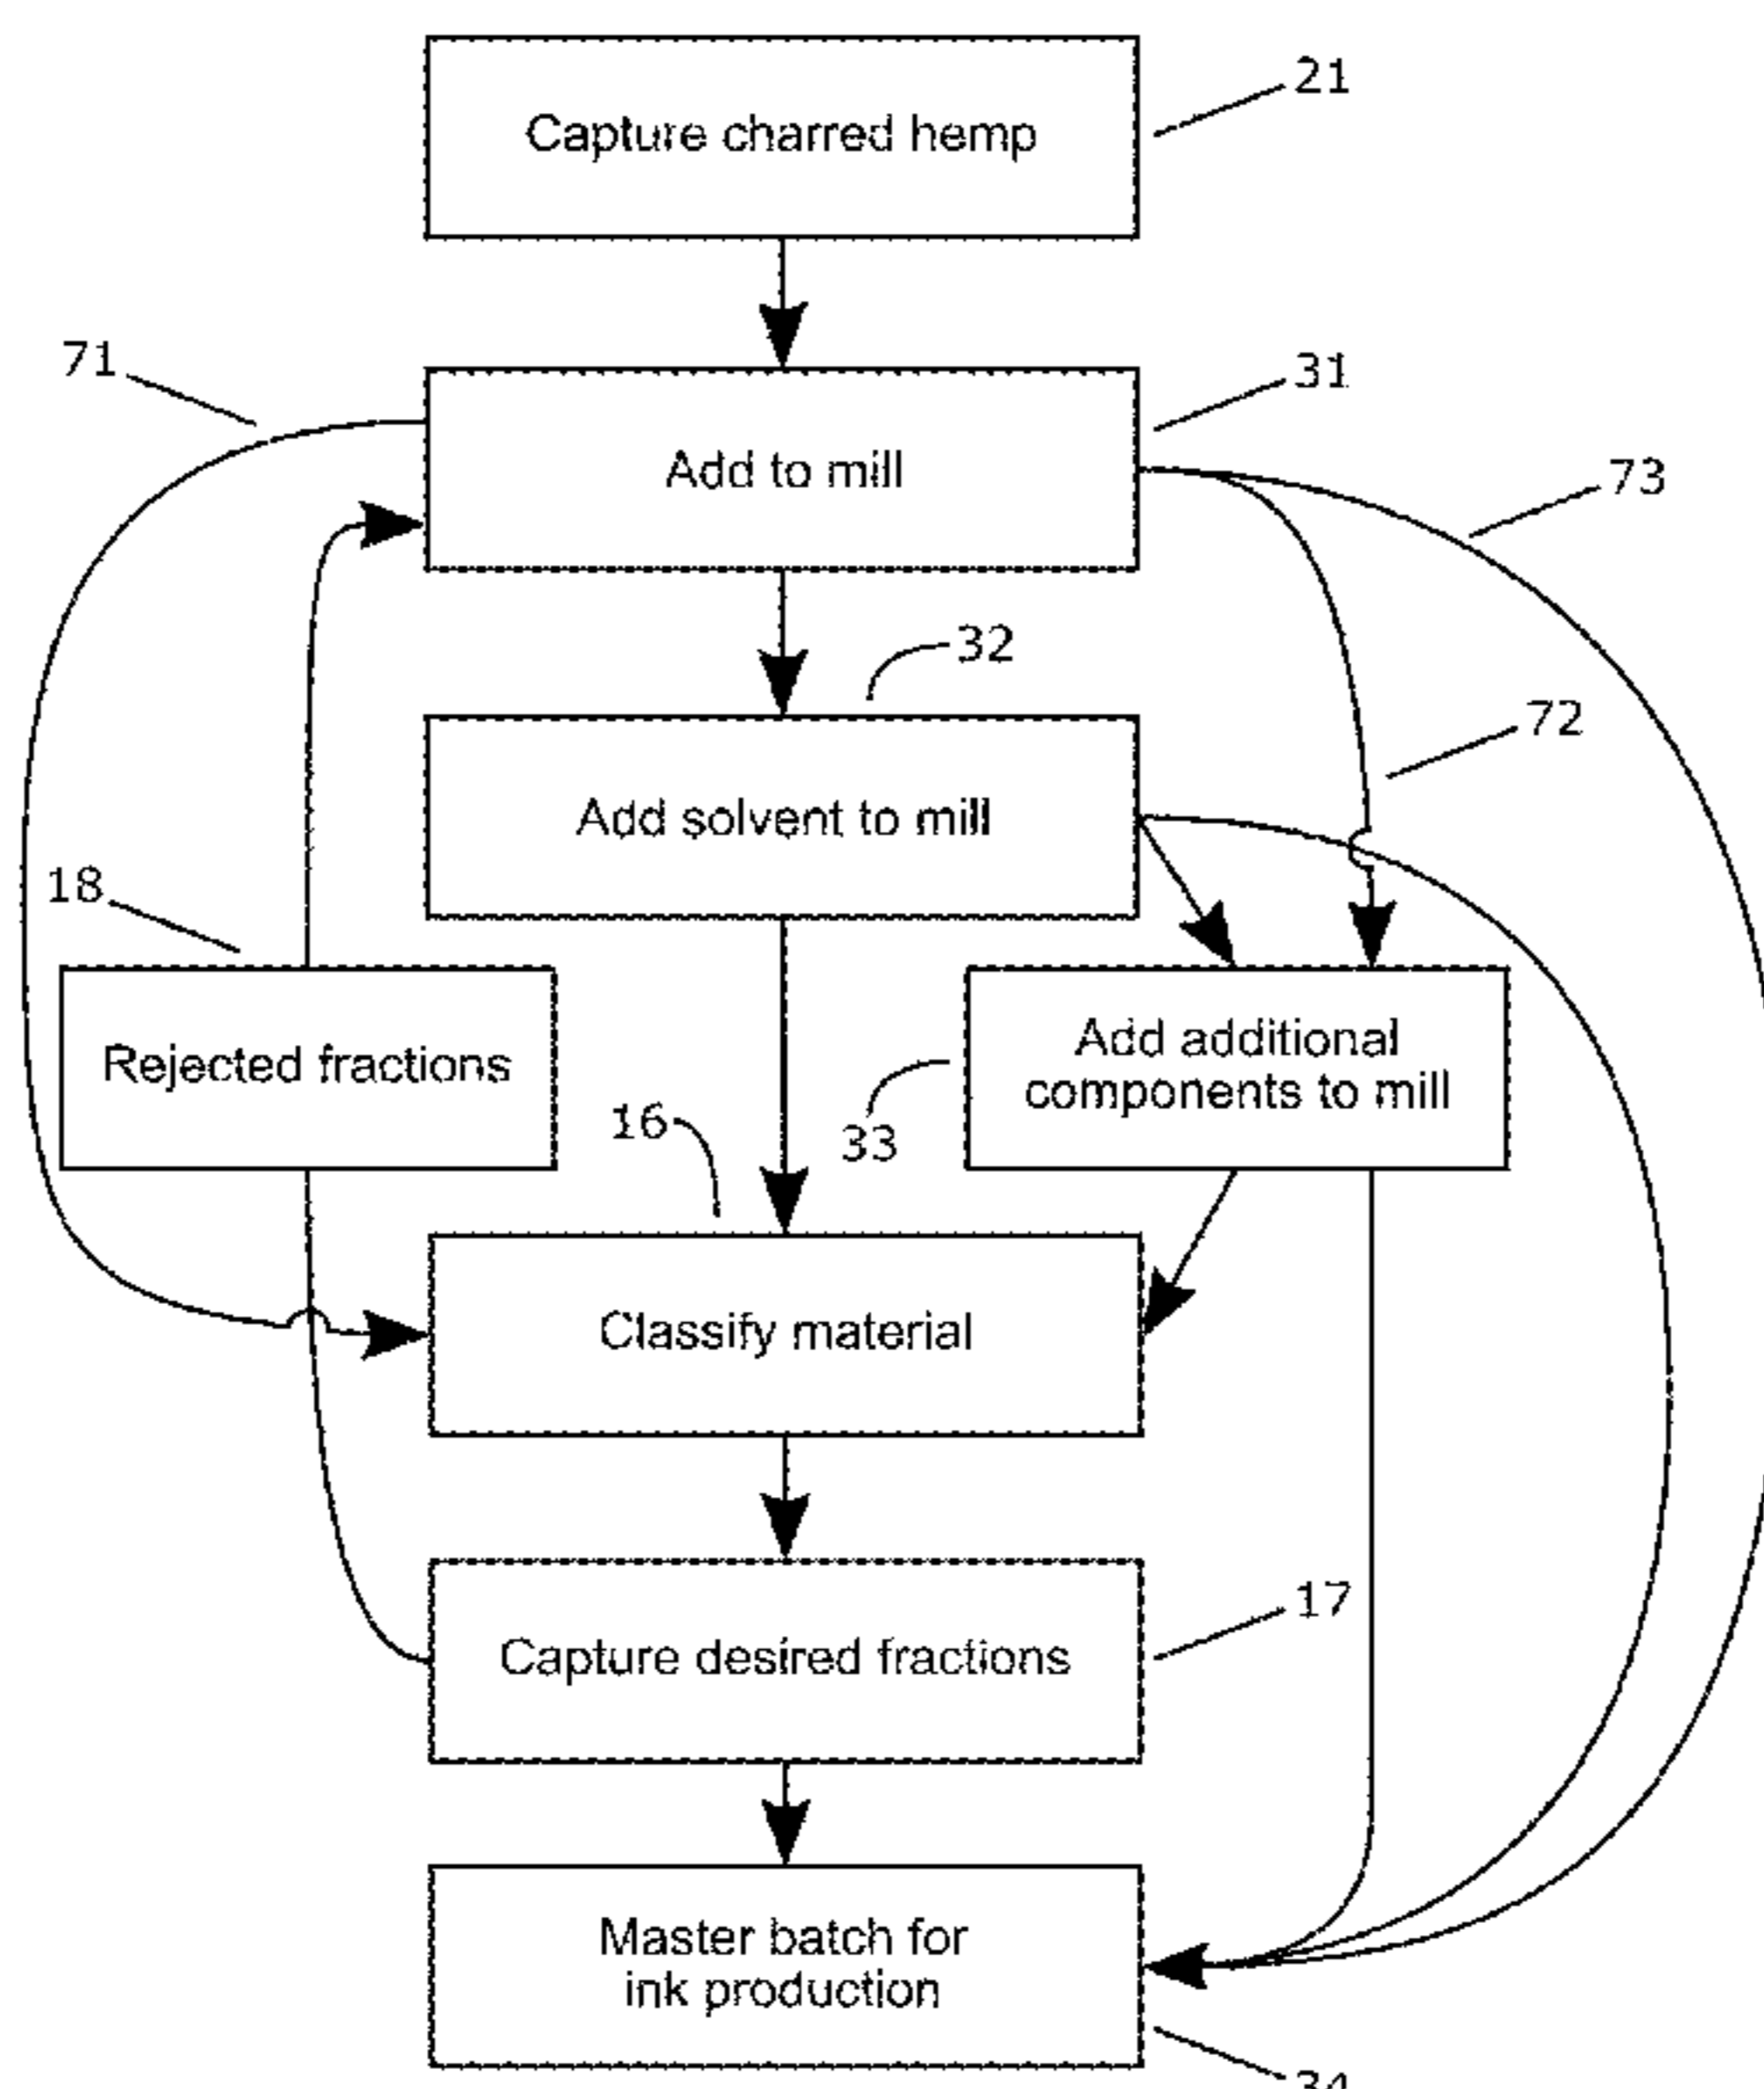 Capture charred hemp
21
71
Add to mill
31
73
32
72
Add solvent to mill
18
Rejected fractions
Add additional
components to mill
33
16
Classify material
17
Capture desired fractions
Master batch for
ink production
34